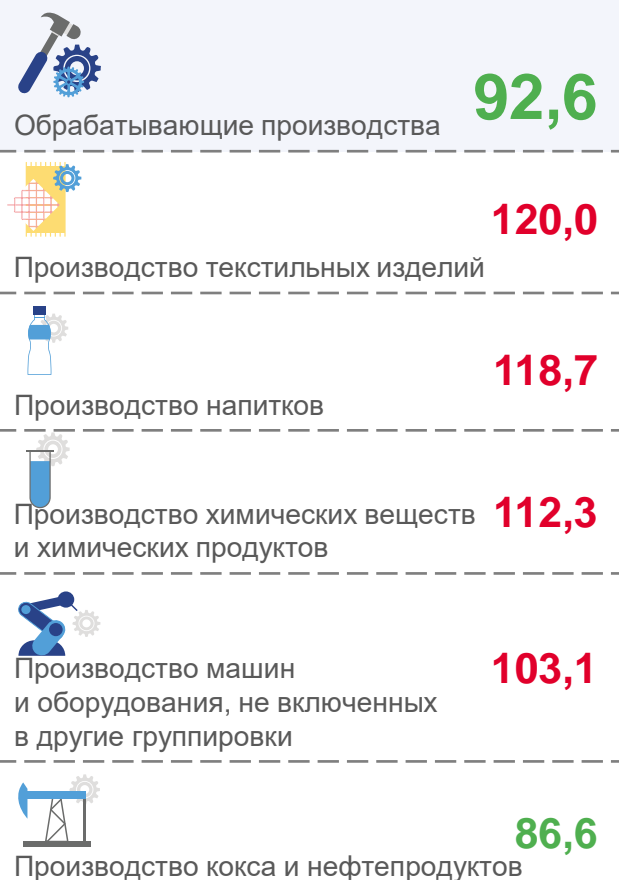 92,6
Обрабатывающие производства
120,0
Производство текстильных изделий
118,7
Производство напитков
Производство химических веществ 112,3
и химических продуктов
Производство машин 103,1
и оборудования, не включенных
в другие группировки
86,6
Производство кокса и нефтепродуктов